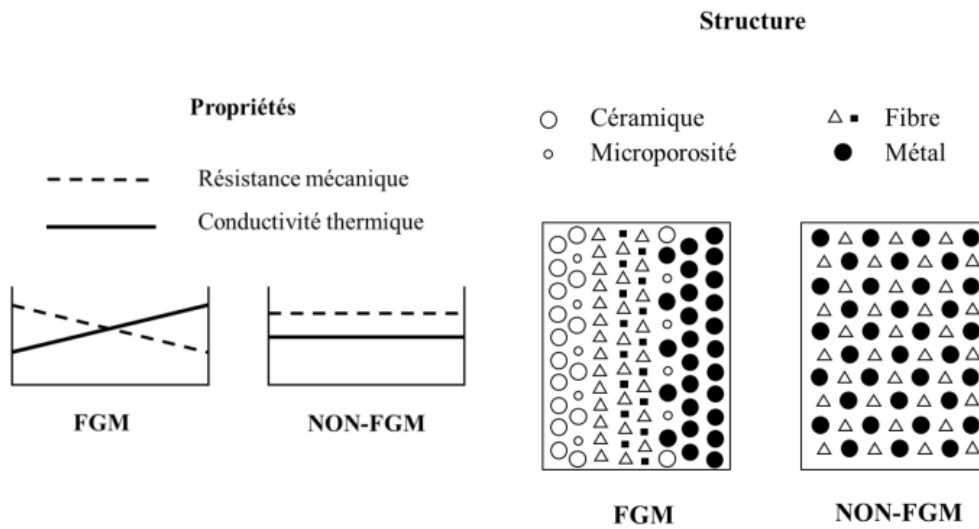 Structure
Propriétés
Résistance mécanique
Conductivité thermique
FGM
NON-FGM
Céramique
Fibre
Microporosité
Métal
FGM
NON-FGM